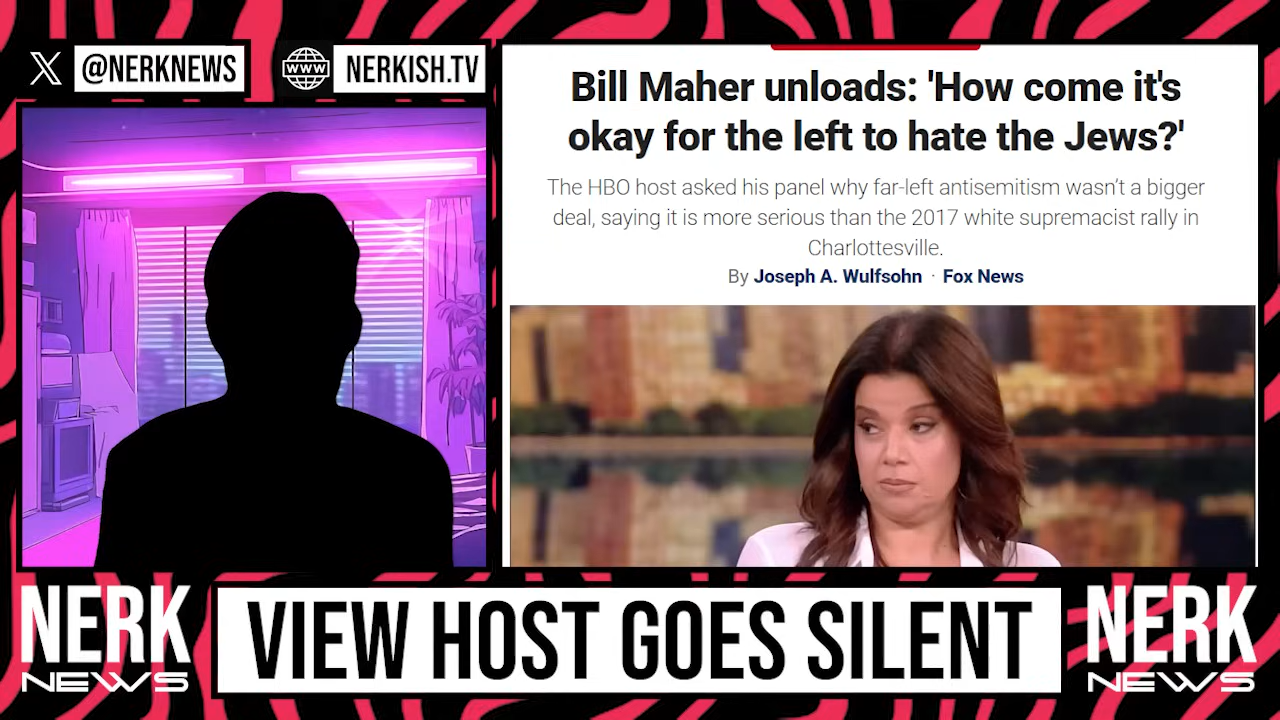 @NERKNEWS
WWW
NERKISH.TV
Bill Maher unloads: 'How come it's
okay for the left to hate the Jews?'
The HBO host asked his panel why far-left antisemitism wasn't a bigger
deal, saying it is more serious than the 2017 white supremacist rally in
Charlottesville.
By Joseph A. Wulfsohn · Fox News
NERK
NEWS
VIEW HOST GOES SILENT
NERK
NEWS